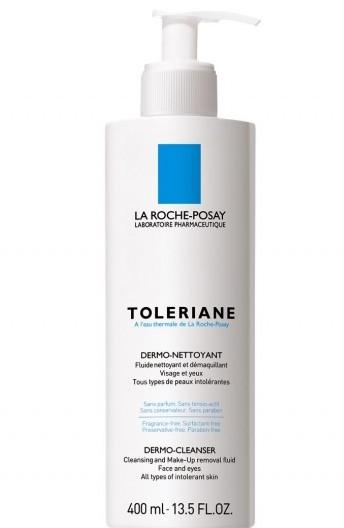 LA ROCHE-POSAY
LABORATOIRE PHARMACEUTIQUE
TOLERIANE
A l'eau thermale de La Roche-Posay
DERMO-NETTOYANT
Fluide nettoyant et démaquillant
Visage et yeux
Tous types de peaux intolérantes
Sans parfum. Sans tensio-actif
Sans conservateur. Sans paraben
Fragrance-free. Surfactant-free
Preservative-free. Paraben-free
DERMO-CLEANSER
Cleansing and Make-Up removal fluid
Face and eyes
All types of intolerant skin
400 ml - 13.5 FL.OZ.